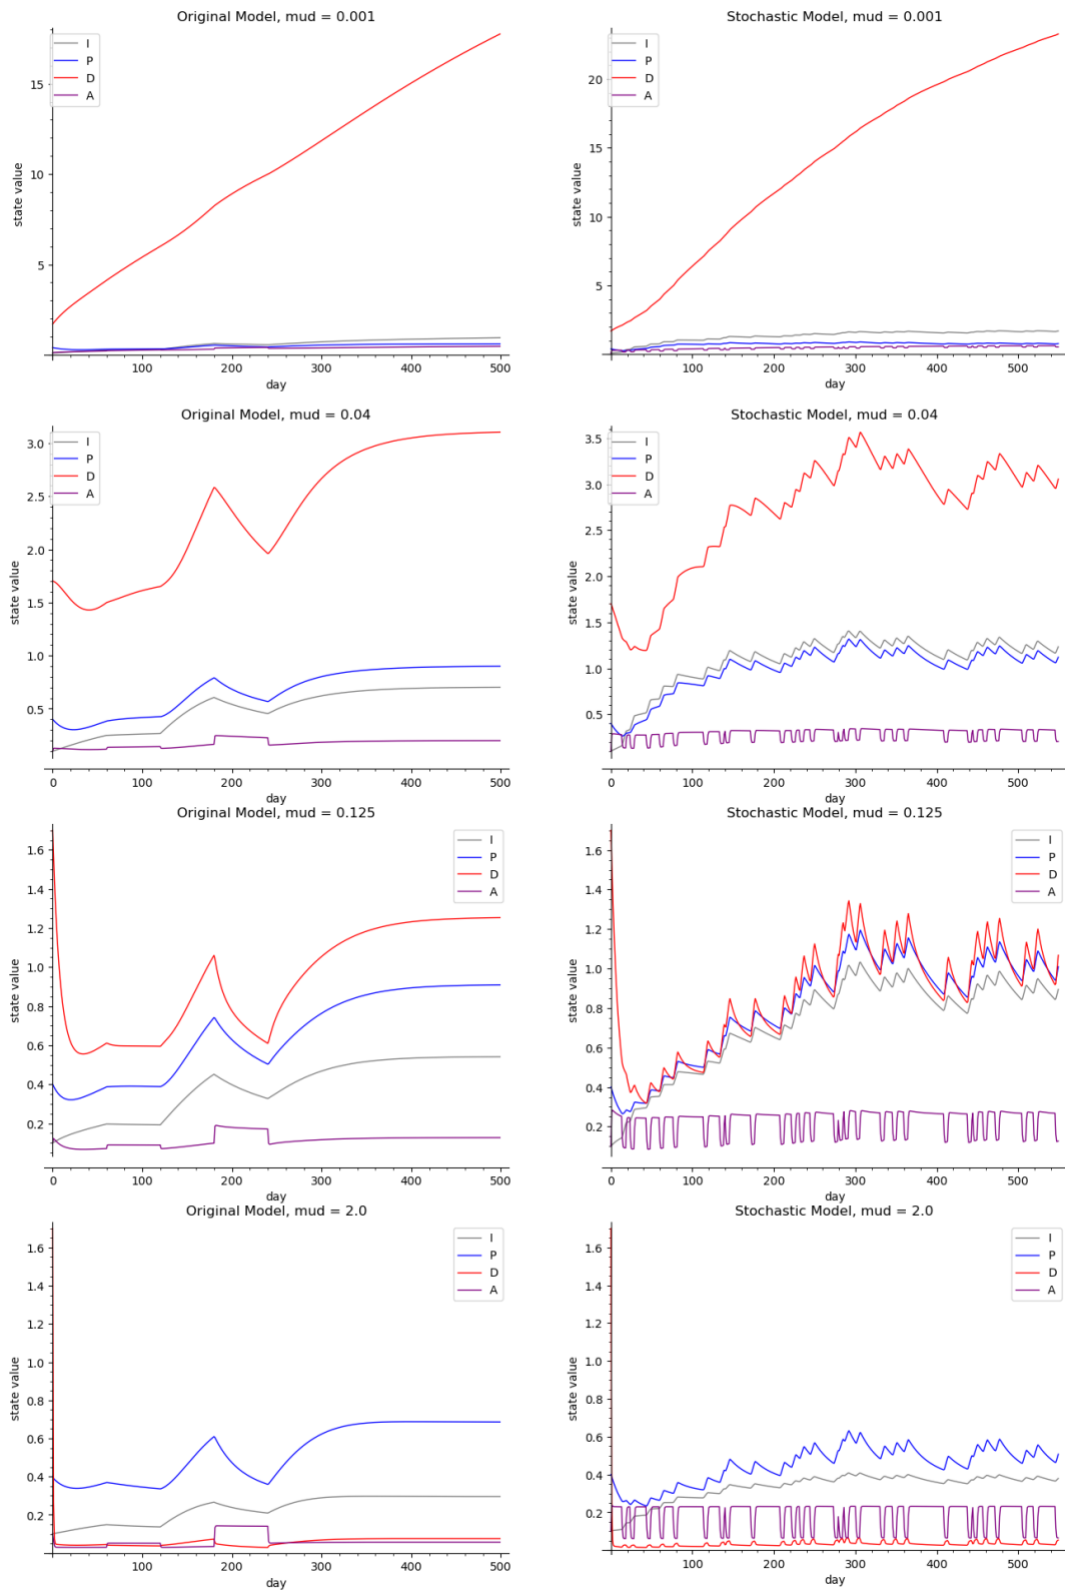 Original Model, mud = 0.001
I
P
D
A
15
10
5
state value
0
100
200
300
400
500
day
Stochastic Model, mud = 0.001
I
P
D
A
20
15
10
5
state value
0
100
200
300
400
500
day
Original Model, mud = 0.04
I
P
D
A
3.0
2.5
2.0
1.5
1.0
0.5
state value
0
100
200
300
400
500
day
Stochastic Model, mud = 0.04
I
P
D
A
3.5
3.0
2.5
2.0
1.5
1.0
0.5
state value
0
100
200
300
400
500
day
Original Model, mud = 0.125
I
P
D
A
1.6
1.4
1.2
1.0
0.8
0.6
0.4
0.2
state value
0
100
200
300
400
500
day
Stochastic Model, mud = 0.125
I
P
D
A
1.6
1.4
1.2
1.0
0.8
0.6
0.4
0.2
state value
0
100
200
300
400
500
day
Original Model, mud = 2.0
I
P
D
A
1.6
1.4
1.2
1.0
0.8
0.6
0.4
0.2
state value
0
100
200
300
400
500
day
Stochastic Model, mud = 2.0
I
P
D
A
1.6
1.4
1.2
1.0
0.8
0.6
0.4
0.2
state value
0
100
200
300
400
500
day